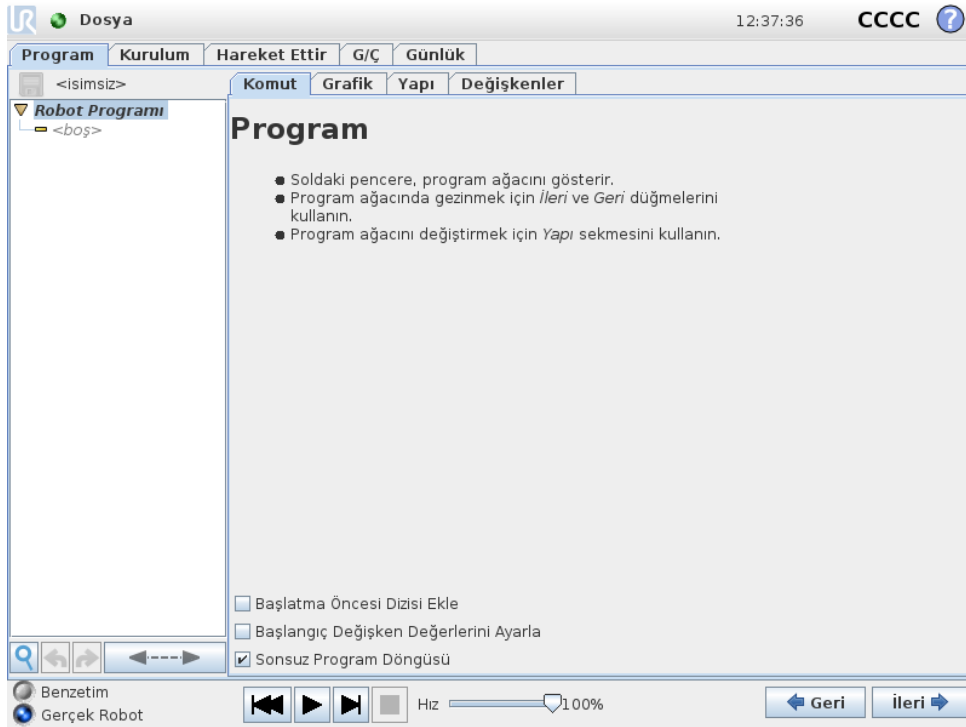 UR Dosya 12:37:36 CCCC ?
Program Kurulum Hareket Ettir G/Ç Günlük
<isimsiz> Komut Grafik Yapı Değişkenler
Robot Programı
<boş>
Program
Soldaki pencere, program ağacını gösterir.
Program ağacında gezinmek için İleri ve Geri düğmelerini
kullanın.
Program ağacını değiştirmek için Yapı sekmesini kullanın.
Başlatma Öncesi Dizisi Ekle
Başlangıç Değişken Değerlerini Ayarla
Sonsuz Program Döngüsü
Benzetim
Gerçek Robot
Hız 100%
Geri İleri